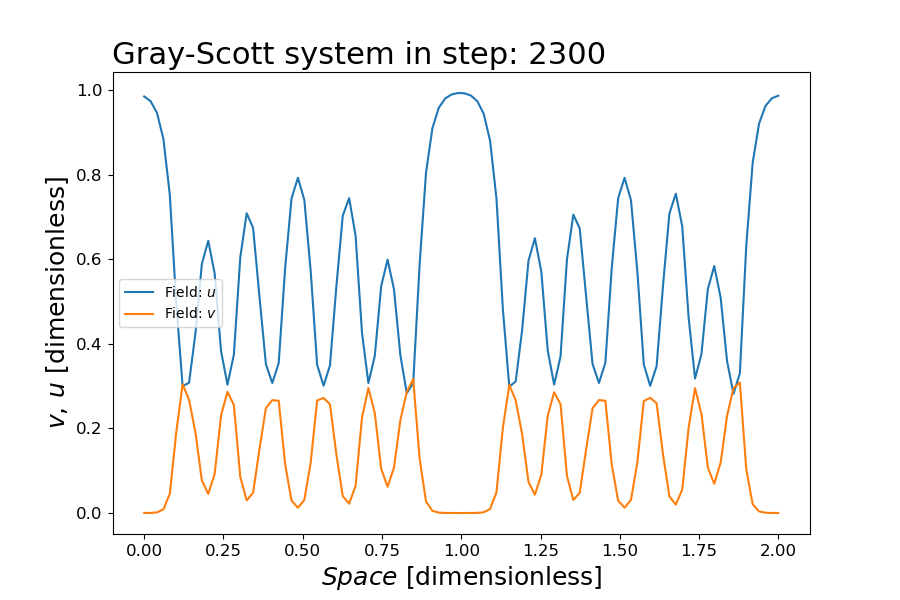 Gray-Scott system in step: 2300
1.0
0.8
0.6
0.4
0.2
0.0
v, u [dimensionless]
Field: u
Field: v
0.00 0.25 0.50 0.75 1.00 1.25 1.50 1.75 2.00
Space [dimensionless]